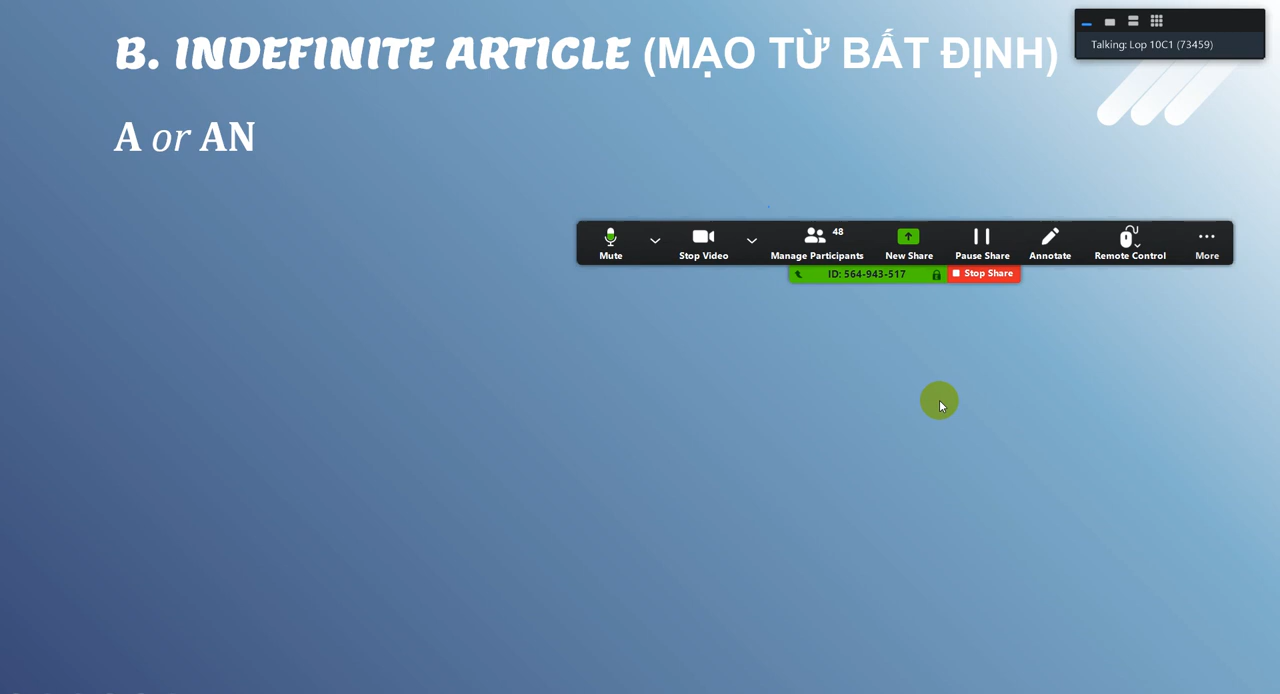 B. INDEFINITE ARTICLE (MẠO TỪ BẤT ĐỊNH)
Talking: Lop 10C1 (73459)
A or AN
48
Mute
Stop Video
Manage Participants
New Share
Pause Share
Annotate
Remote Control
More
ID: 564-943-517
Stop Share